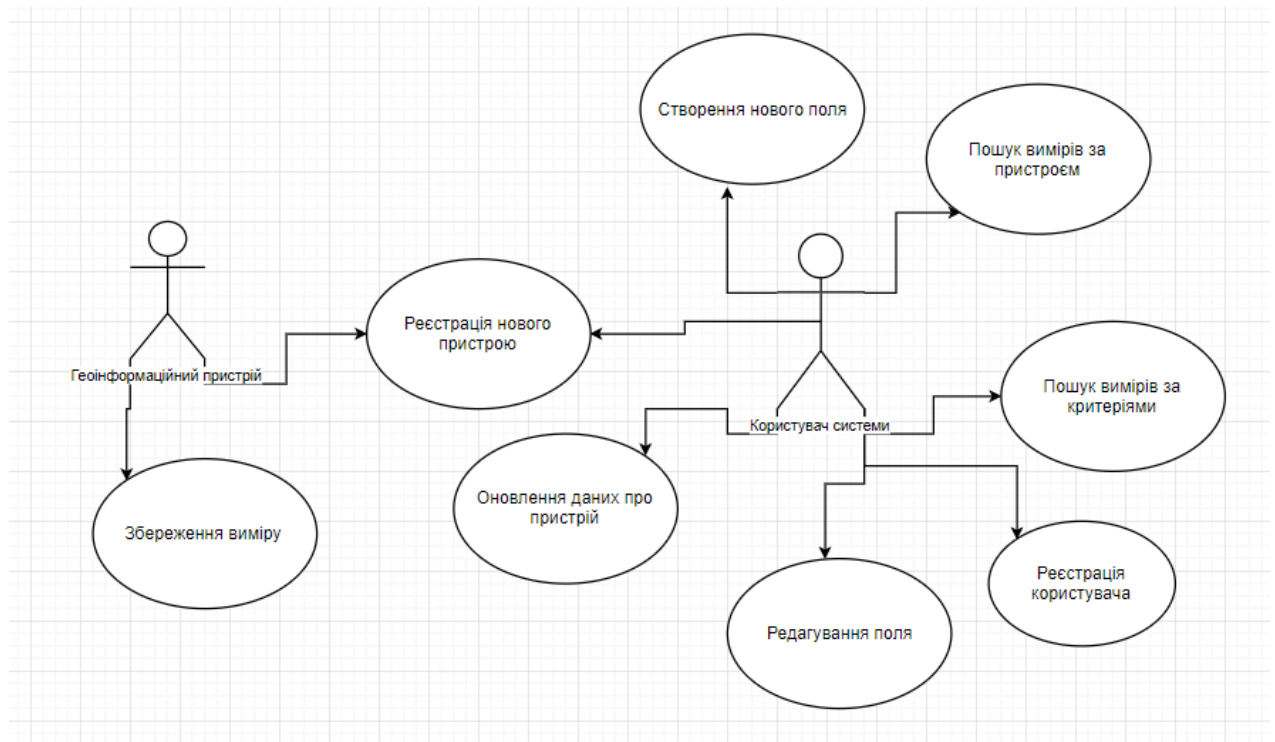 Створення нового поля
Пошук вимірів за
пристроєм
Реєстрація нового
пристрою
Геоінформаційний пристрій
Пошук вимірів за
критеріями
Користувач системи
Оновлення даних про
пристрій
Збереження виміру
Реєстрація
користувача
Редагування поля